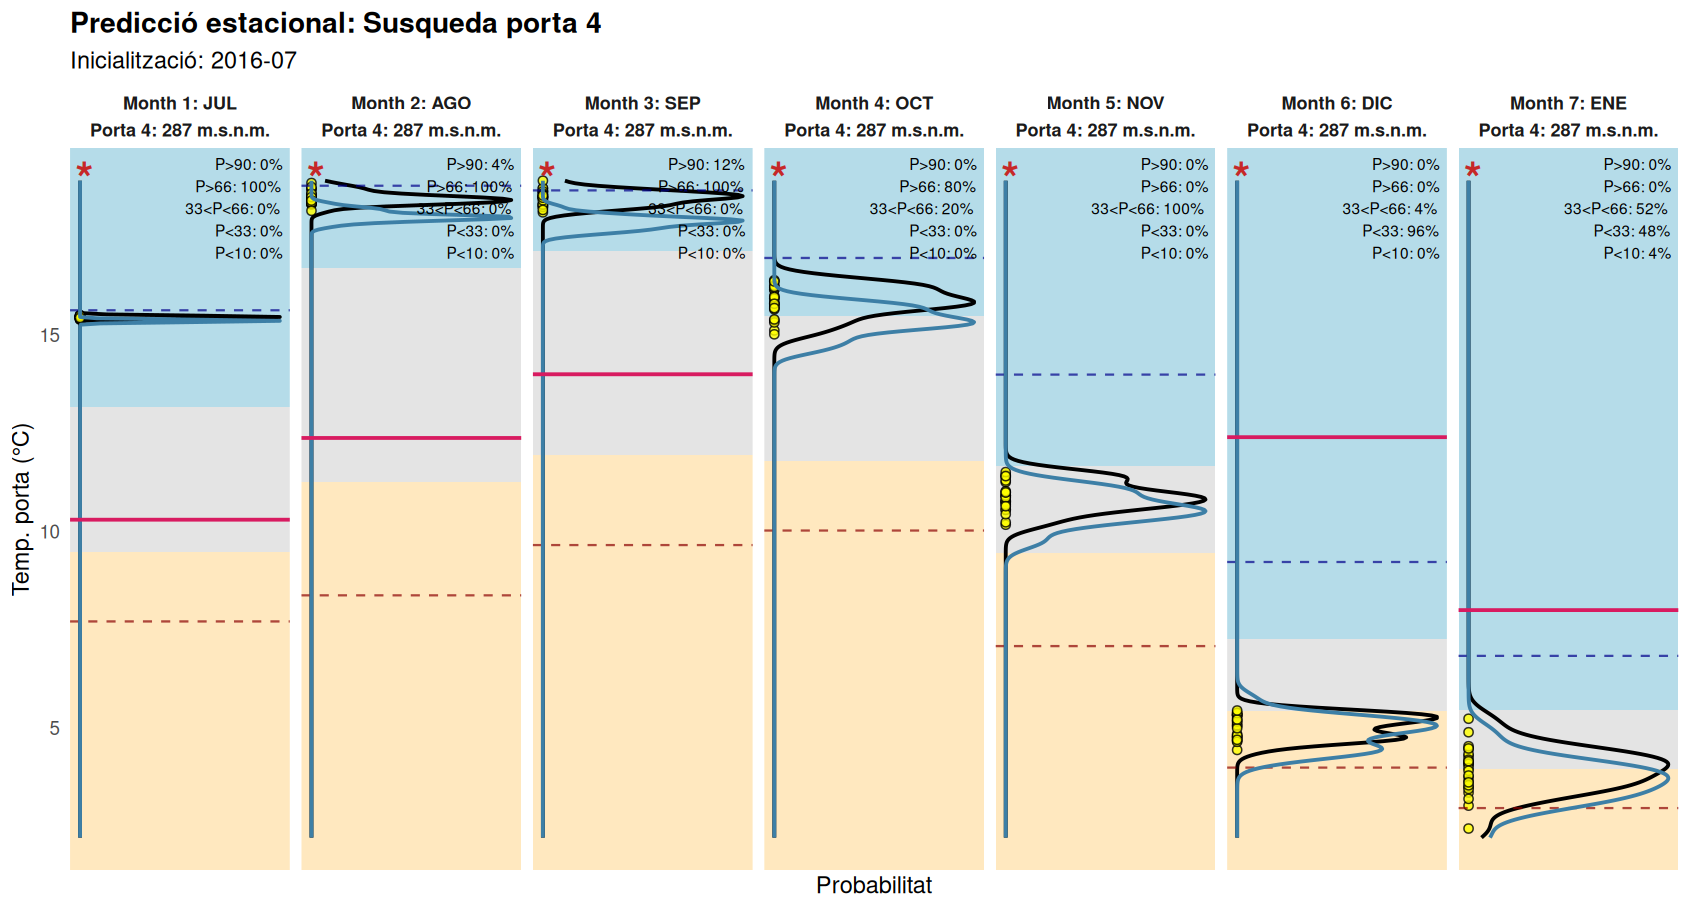 Predicció estacional: Susqueda porta 4
Inicialització: 2016-07
Month 1: JUL
Porta 4: 287 m.s.n.m.
Month 2: AGO
Porta 4: 287 m.s.n.m.
Month 3: SEP
Porta 4: 287 m.s.n.m.
Month 4: OCT
Porta 4: 287 m.s.n.m.
Month 5: NOV
Porta 4: 287 m.s.n.m.
Month 6: DIC
Porta 4: 287 m.s.n.m.
Month 7: ENE
Porta 4: 287 m.s.n.m.
*
P>90: 0%
P>66: 100%
33<P<66: 0%
P<33: 0%
P<10: 0%
*
P>90: 4%
P>66: 100%
33<P<66: 0%
P<33: 0%
P<10: 0%
*
P>90: 12%
P>66: 100%
33<P<66: 0%
P<33: 0%
P<10: 0%
*
P>90: 0%
P>66: 80%
33<P<66: 20%
P<33: 0%
P<10: 0%
*
P>90: 0%
P>66: 0%
33<P<66: 100%
P<33: 0%
P<10: 0%
*
P>90: 0%
P>66: 0%
33<P<66: 4%
P<33: 96%
P<10: 0%
*
P>90: 0%
P>66: 0%
33<P<66: 52%
P<33: 48%
P<10: 4%
Temp. porta (°C)
15
10
5
Probabilitat